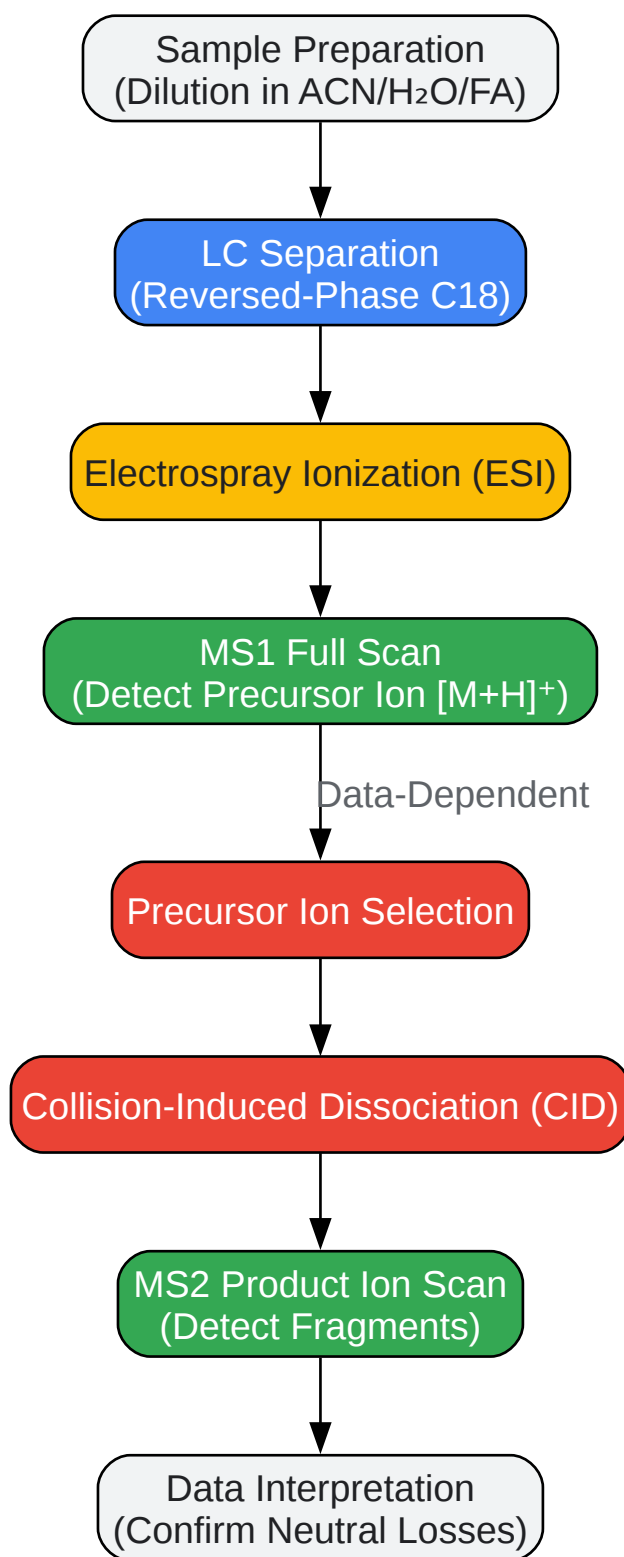 Sample Preparation
(Dilution in ACN/H₂O/FA)
LC Separation
(Reversed-Phase C18)
Electrospray Ionization (ESI)
MS1 Full Scan
(Detect Precursor Ion [M+H]⁺)
Data-Dependent
Precursor Ion Selection
Collision-Induced Dissociation (CID)
MS2 Product Ion Scan
(Detect Fragments)
Data Interpretation
(Confirm Neutral Losses)